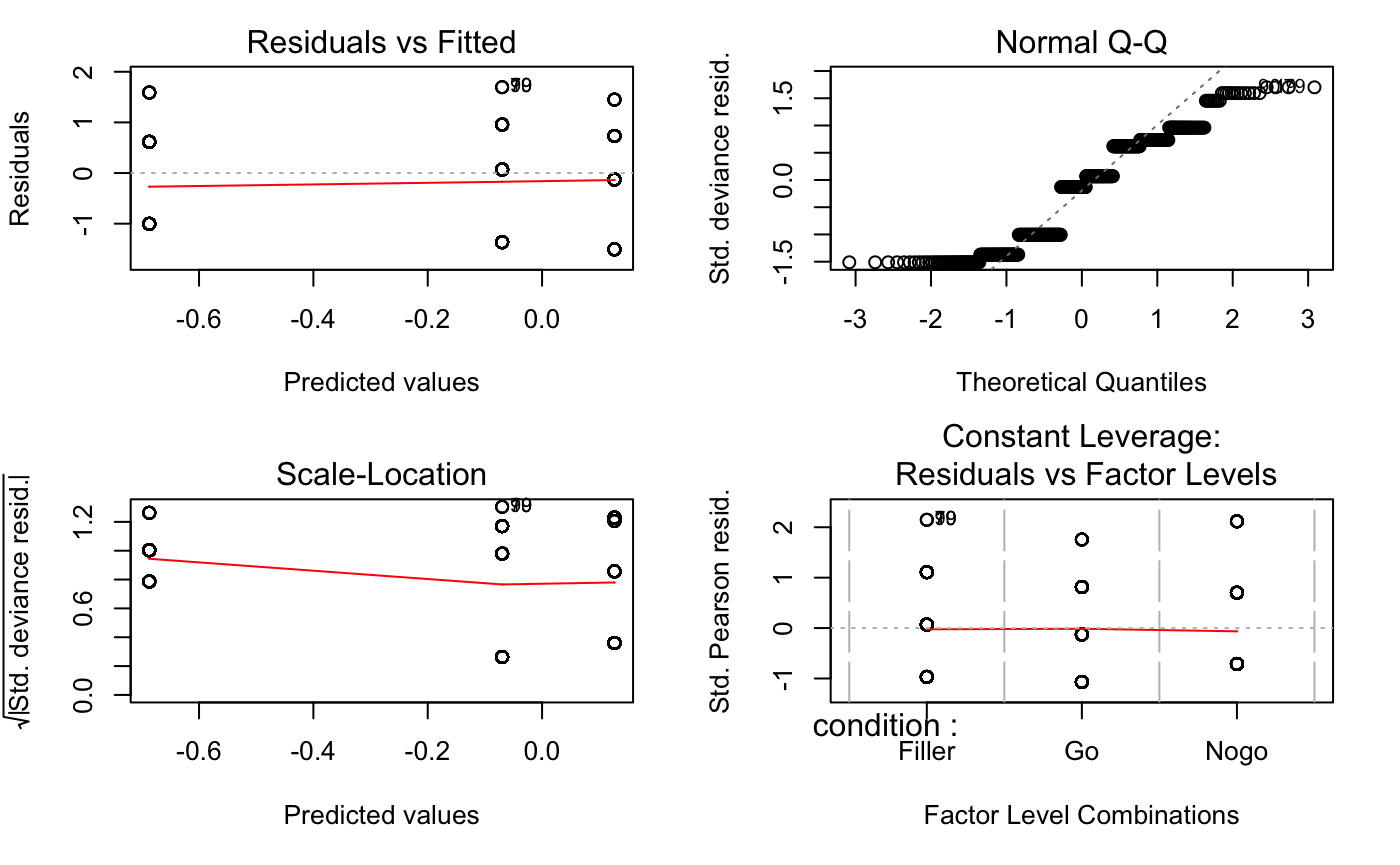 Residuals vs Fitted
Residuals
2
1
0
-1
-0.6 -0.4 -0.2 0.0
Predicted values
Normal Q-Q
Std. deviance resid.
1.5
0.0
-1.5
-3 -2 -1 0 1 2 3
Theoretical Quantiles
Scale-Location
√|Std. deviance resid.|
1.2
0.6
0.0
-0.6 -0.4 -0.2 0.0
Predicted values
Constant Leverage:
Residuals vs Factor Levels
Std. Pearson resid.
2
1
0
-1
condition :
Filler Go Nogo
Factor Level Combinations